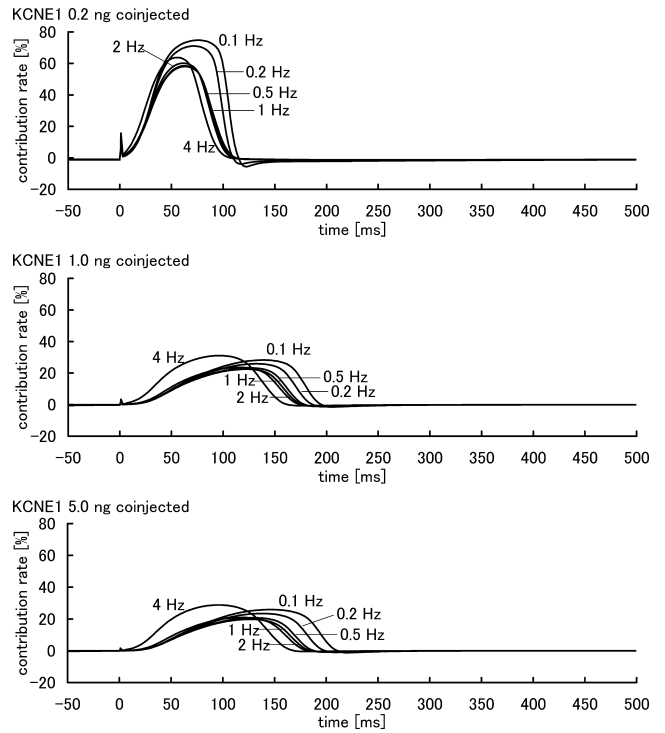 KCNE1 0.2 ng coinjected
contribution rate [%]
80
60
40
20
0
-20
2 Hz
0.1 Hz
0.2 Hz
0.5 Hz
1 Hz
4 Hz
-50 0 50 100 150 200 250 300 350 400 450 500
time [ms]
KCNE1 1.0 ng coinjected
contribution rate [%]
80
60
40
20
0
-20
4 Hz
0.1 Hz
0.5 Hz
1 Hz
0.2 Hz
2 Hz
-50 0 50 100 150 200 250 300 350 400 450 500
time [ms]
KCNE1 5.0 ng coinjected
contribution rate [%]
80
60
40
20
0
-20
4 Hz
0.1 Hz
0.2 Hz
1 Hz
0.5 Hz
2 Hz
-50 0 50 100 150 200 250 300 350 400 450 500
time [ms]